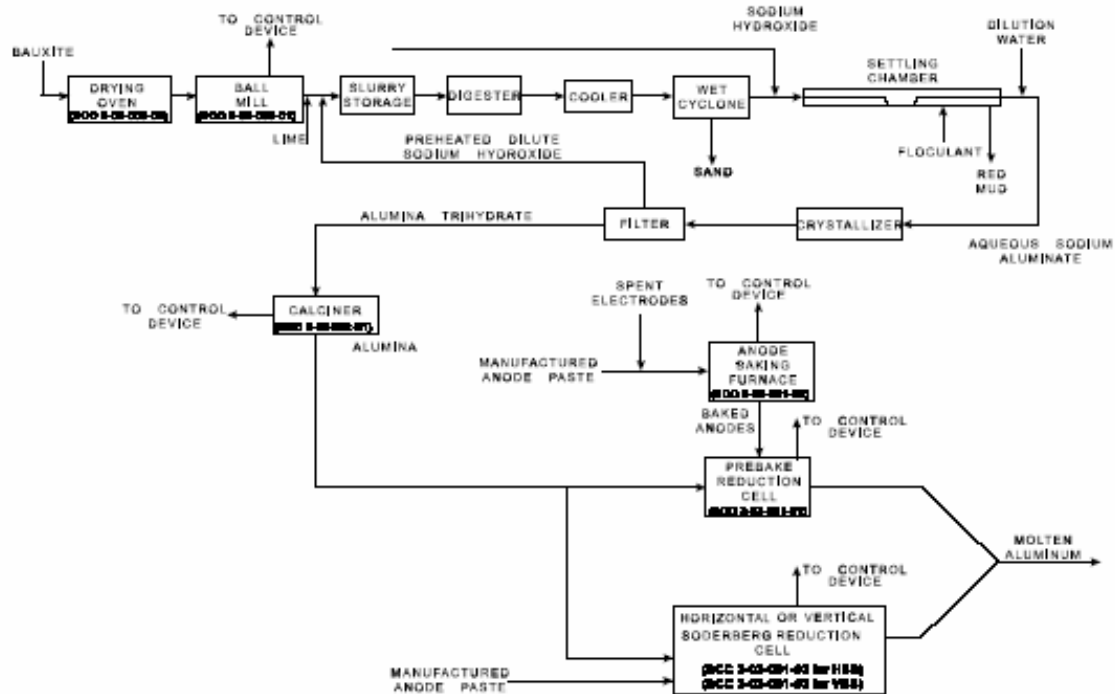 BAUXITE
TO CONTROL
DEVICE
SODIUM
HYDROXIDE
DILUTION
WATER
SETTLING
CHAMBER
DRYING
OVEN
BALL
MILL
SLURRY
STORAGE
DIGESTER
COOLER
WET
CYCLONE
LIME
PREHEATED DILUTE
SODIUM HYDROXIDE
SAND
FLOCULANT
RED
MUD
ALUMINA TRIHYDRATE
FILTER
CRYSTALLIZER
AQUEOUS SODIUM
ALUMINATE
TO CONTROL
DEVICE
CALCINER
ALUMINA
SPENT
ELECTRODES
TO CONTROL
DEVICE
MANUFACTURED
ANODE PASTE
ANODE
BAKING
FURNACE
BAKED
ANODES
TO CONTROL
DEVICE
PREBAKE
REDUCTION
CELL
MOLTEN
ALUMINUM
TO CONTROL
DEVICE
HORIZONTAL OR VERTICAL
SODERBERG REDUCTION
CELL
MANUFACTURED
ANODE PASTE